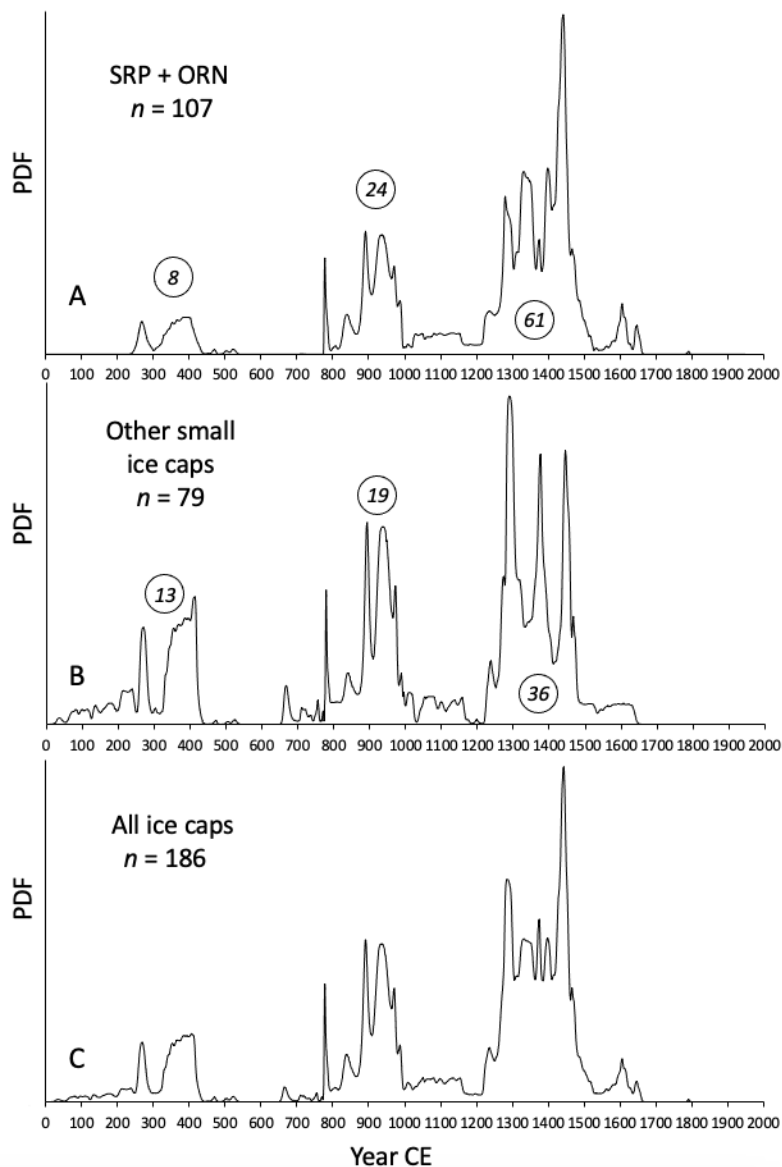 SRP + ORN
n = 107
PDF
24
8
A
61
0 100 200 300 400 500 600 700 800 900 1000 1100 1200 1300 1400 1500 1600 1700 1800 1900 2000
Other small
ice caps
n = 79
PDF
19
13
B
36
0 100 200 300 400 500 600 700 800 900 1000 1100 1200 1300 1400 1500 1600 1700 1800 1900 2000
All ice caps
n = 186
PDF
C
0 100 200 300 400 500 600 700 800 900 1000 1100 1200 1300 1400 1500 1600 1700 1800 1900 2000
Year CE